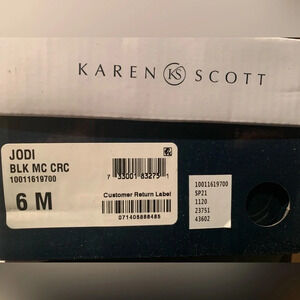 KAREN KS SCOTT
JODI
BLK MC CRC
10011619700
6 M
7 33001 83275 1
Customer Return Label
071405888485
10011619700
SP21
1120
23751
43602